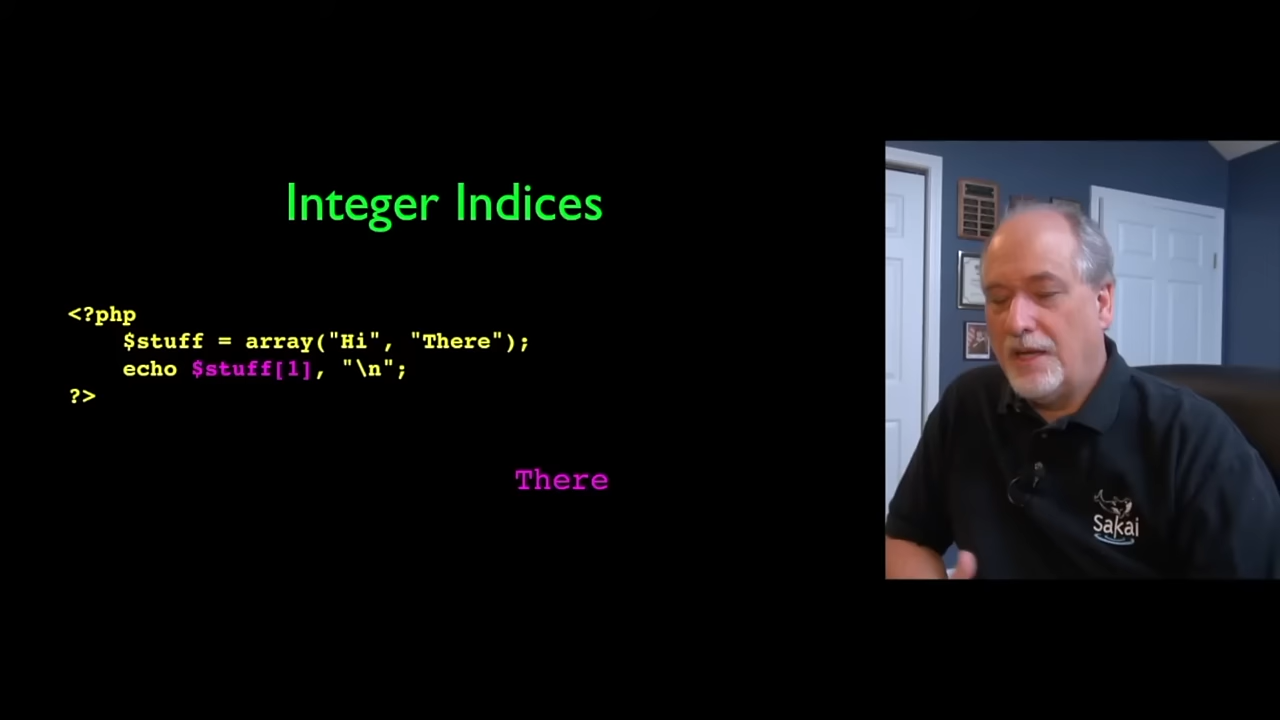 Integer Indices
<?php
    $stuff = array("Hi", "There");
    echo $stuff[1], "\n";
?>
There
Sakai